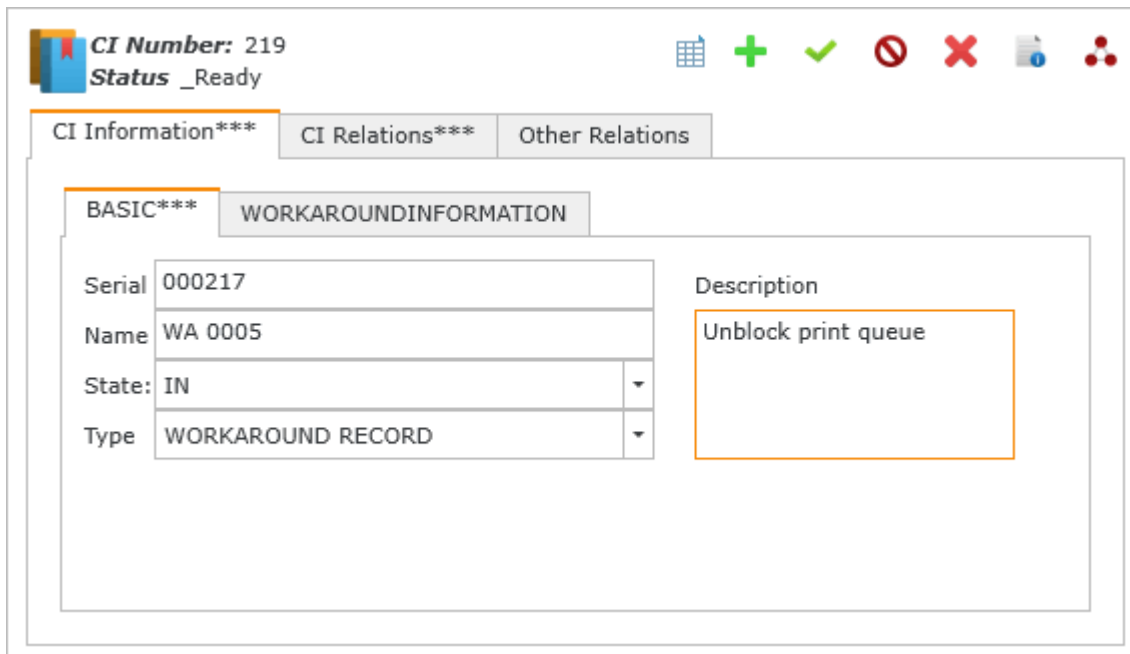 CI Number: 219
Status _Ready
CI Information*** CI Relations*** Other Relations
BASIC*** WORKAROUNDINFORMATION
Serial 000217
Description
Name WA 0005
Unblock print queue
State: IN
Type WORKAROUND RECORD